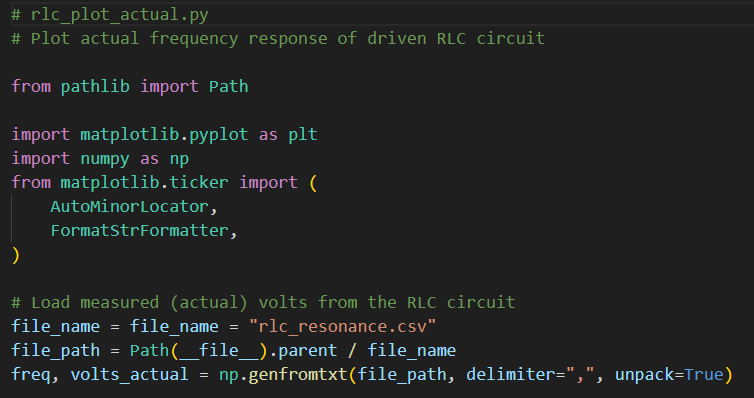 # rlc_plot_actual.py
# Plot actual frequency response of driven RLC circuit
from pathlib import Path
import matplotlib.pyplot as plt
import numpy as np
from matplotlib.ticker import (
    AutoMinorLocator,
    FormatStrFormatter,
)
# Load measured (actual) volts from the RLC circuit
file_name = file_name = "rlc_resonance.csv"
file_path = Path(__file__).parent / file_name
freq, volts_actual = np.genfromtxt(file_path, delimiter=",", unpack=True)